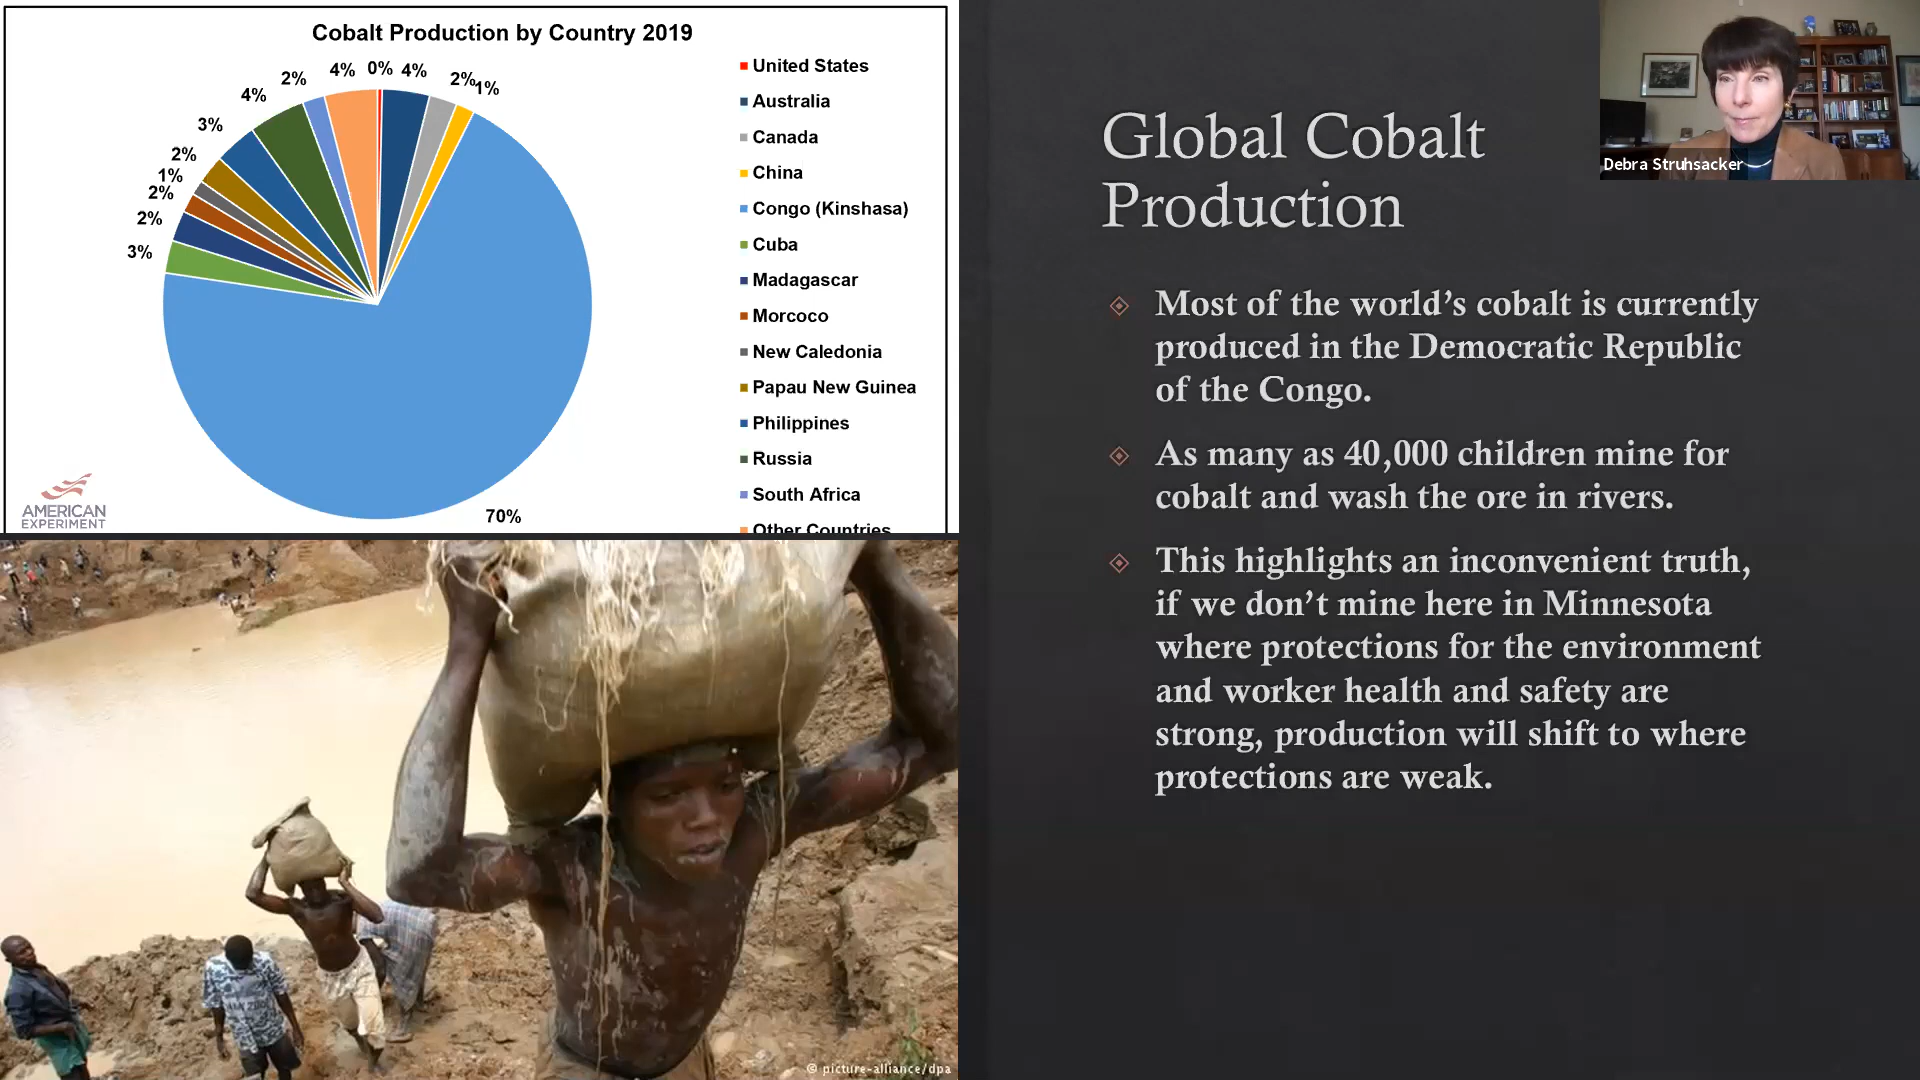 Cobalt Production by Country 2019
0%
4%
2%
1%
70%
3%
2%
2%
1%
2%
3%
4%
2%
4%
United States
Australia
Canada
China
Congo (Kinshasa)
Cuba
Madagascar
Morcoco
New Caledonia
Papau New Guinea
Philippines
Russia
South Africa
Other Countries
AMERICAN
EXPERIMENT
© picture-alliance/dpa
Global Cobalt
Production
Most of the world’s cobalt is currently
produced in the Democratic Republic
of the Congo.
As many as 40,000 children mine for
cobalt and wash the ore in rivers.
This highlights an inconvenient truth,
if we don’t mine here in Minnesota
where protections for the environment
and worker health and safety are
strong, production will shift to where
protections are weak.
Debra Struhsacker